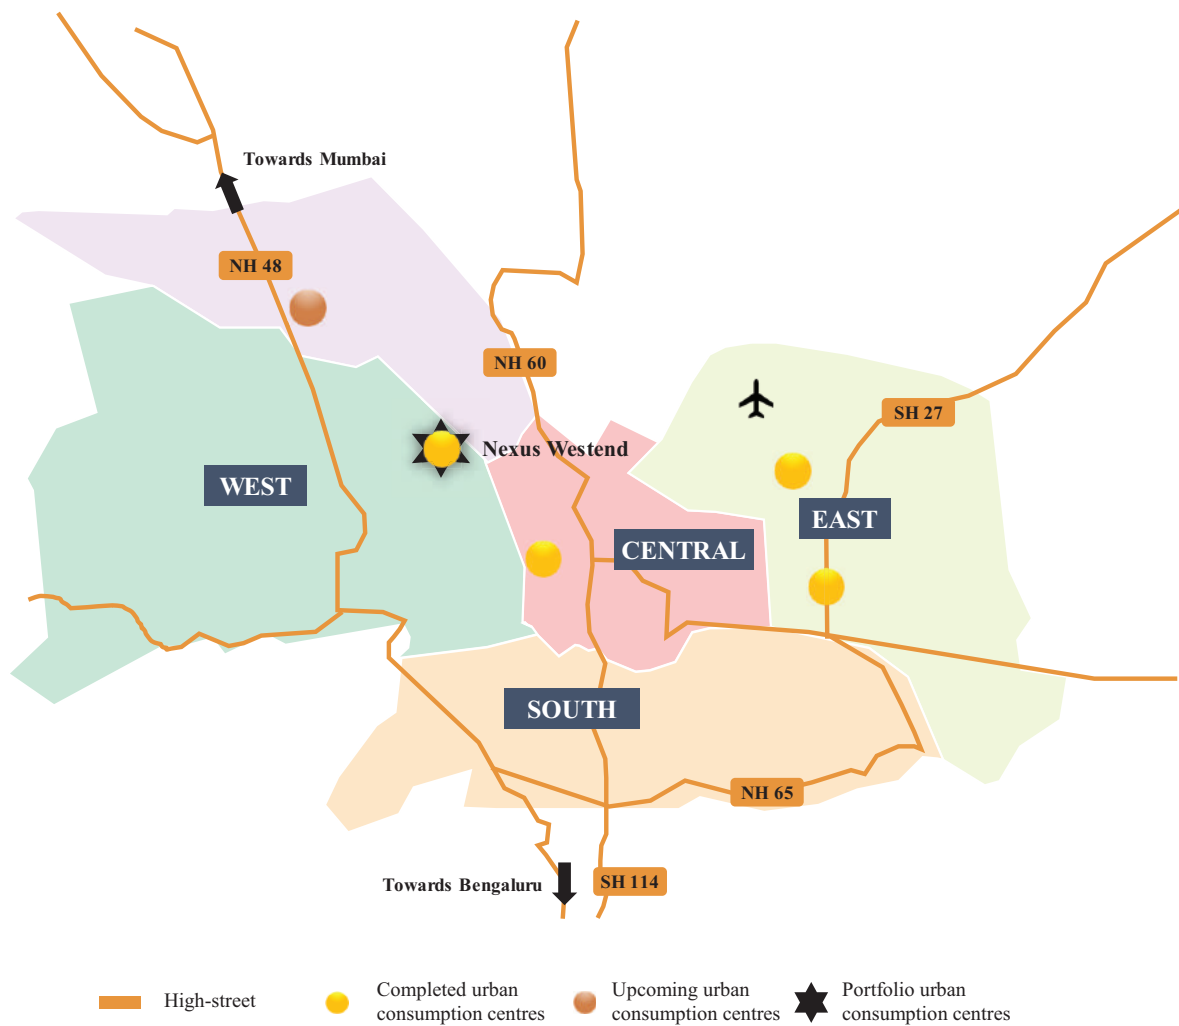 Towards Mumbai
NH 48
NH 60
SH 27
Nexus Westend
WEST
EAST
CENTRAL
SOUTH
NH 65
Towards Bengaluru
SH 114
High-street
Completed urban
consumption centres
Upcoming urban
consumption centres
Portfolio urban
consumption centres